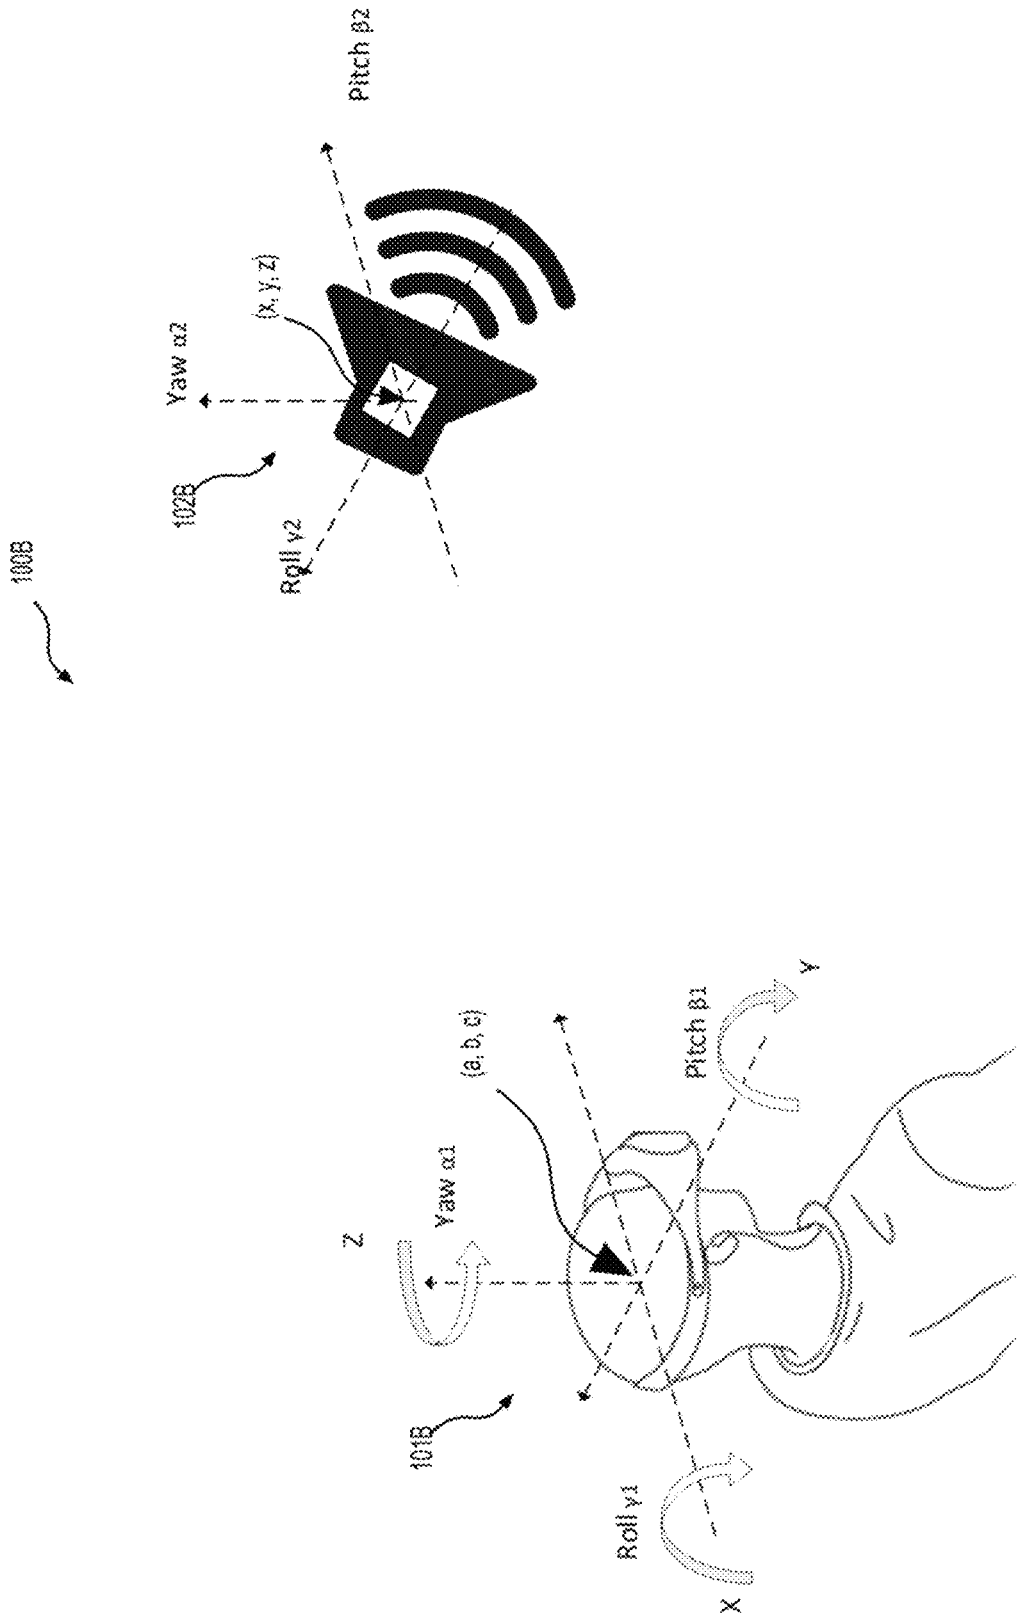 100B
Yaw α2
(x, y, z)
Pitch β2
102B
Roll γ2
Z
Yaw α1
(a, b, c)
101B
Pitch β1
Y
Roll γ1
X